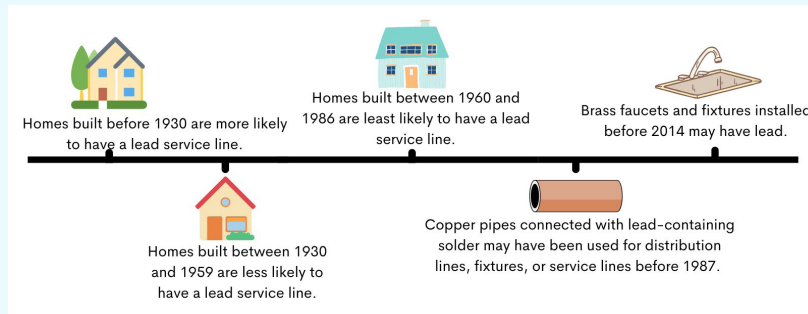 Homes built before 1930 are more likely
to have a lead service line.
Homes built between 1930
and 1959 are less likely to
have a lead service line.
Homes built between 1960 and
1986 are least likely to have a lead
service line.
Copper pipes connected with lead-containing
solder may have been used for distribution
lines, fixtures, or service lines before 1987.
Brass faucets and fixtures installed
before 2014 may have lead.